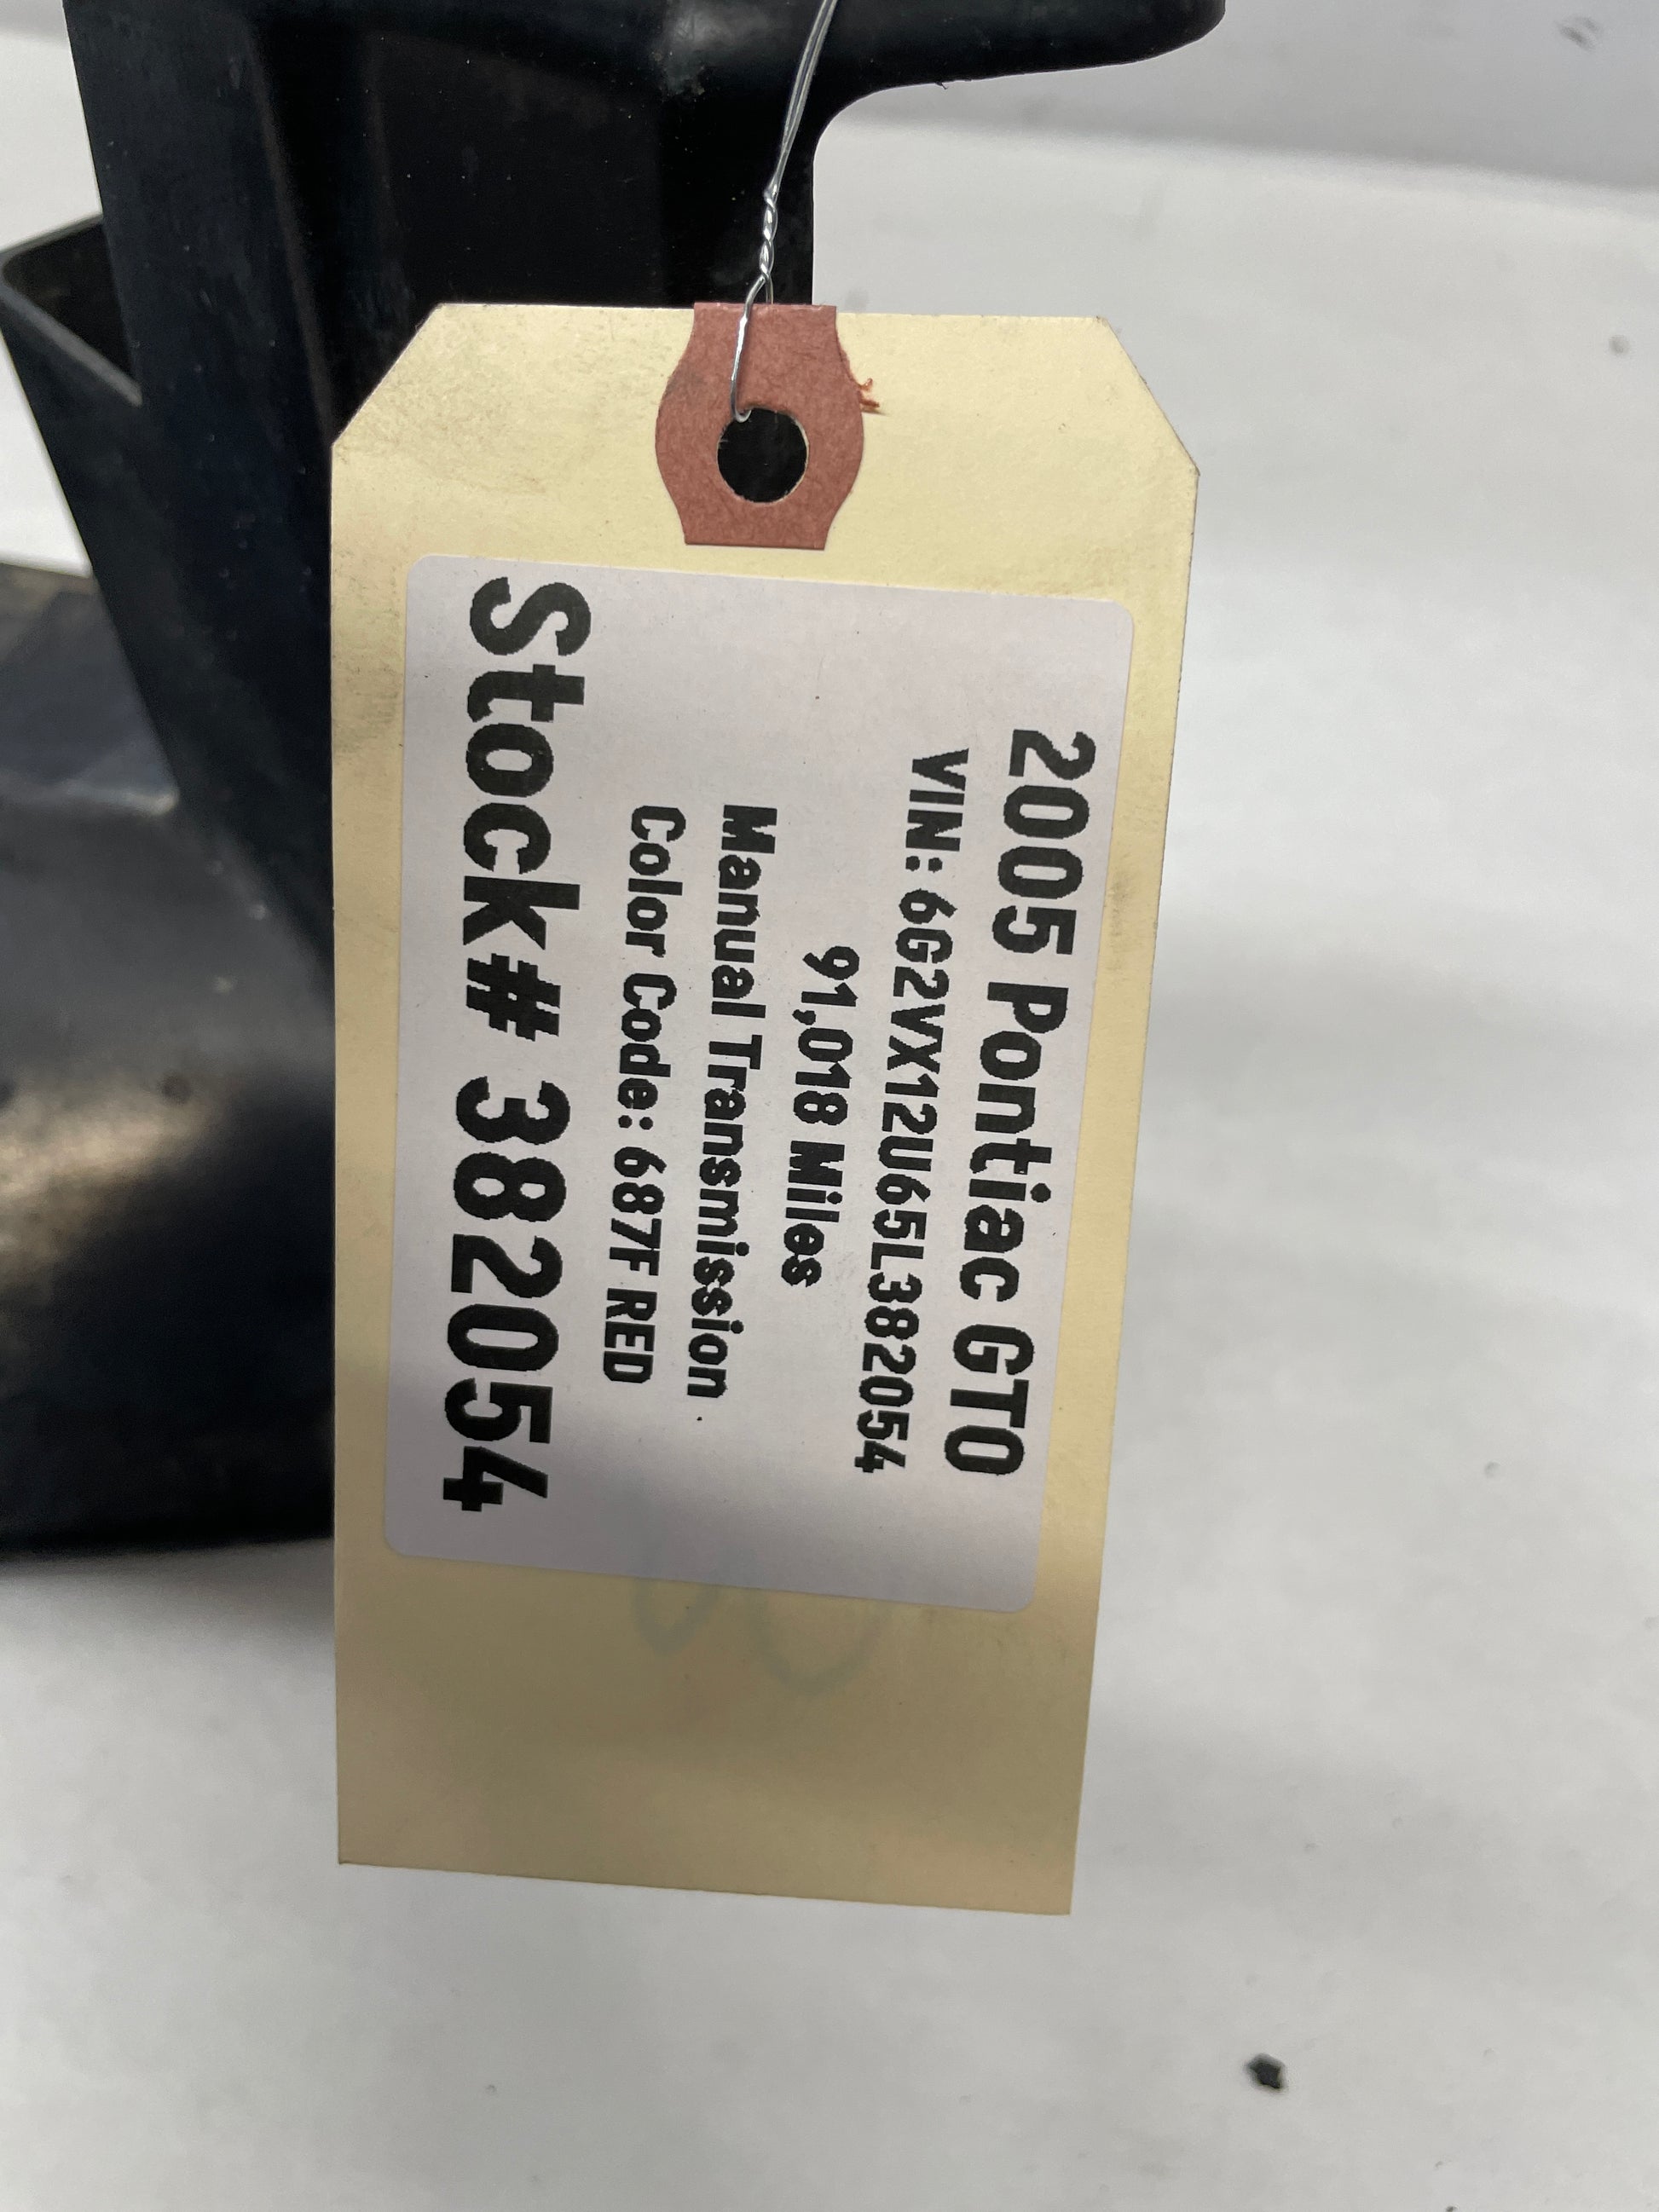 2005 Pontiac GTO
VIN: 6G2VX12U65L382054
91,018 Miles
Manual Transmission
Color Code: 687F RED
Stock# 382054